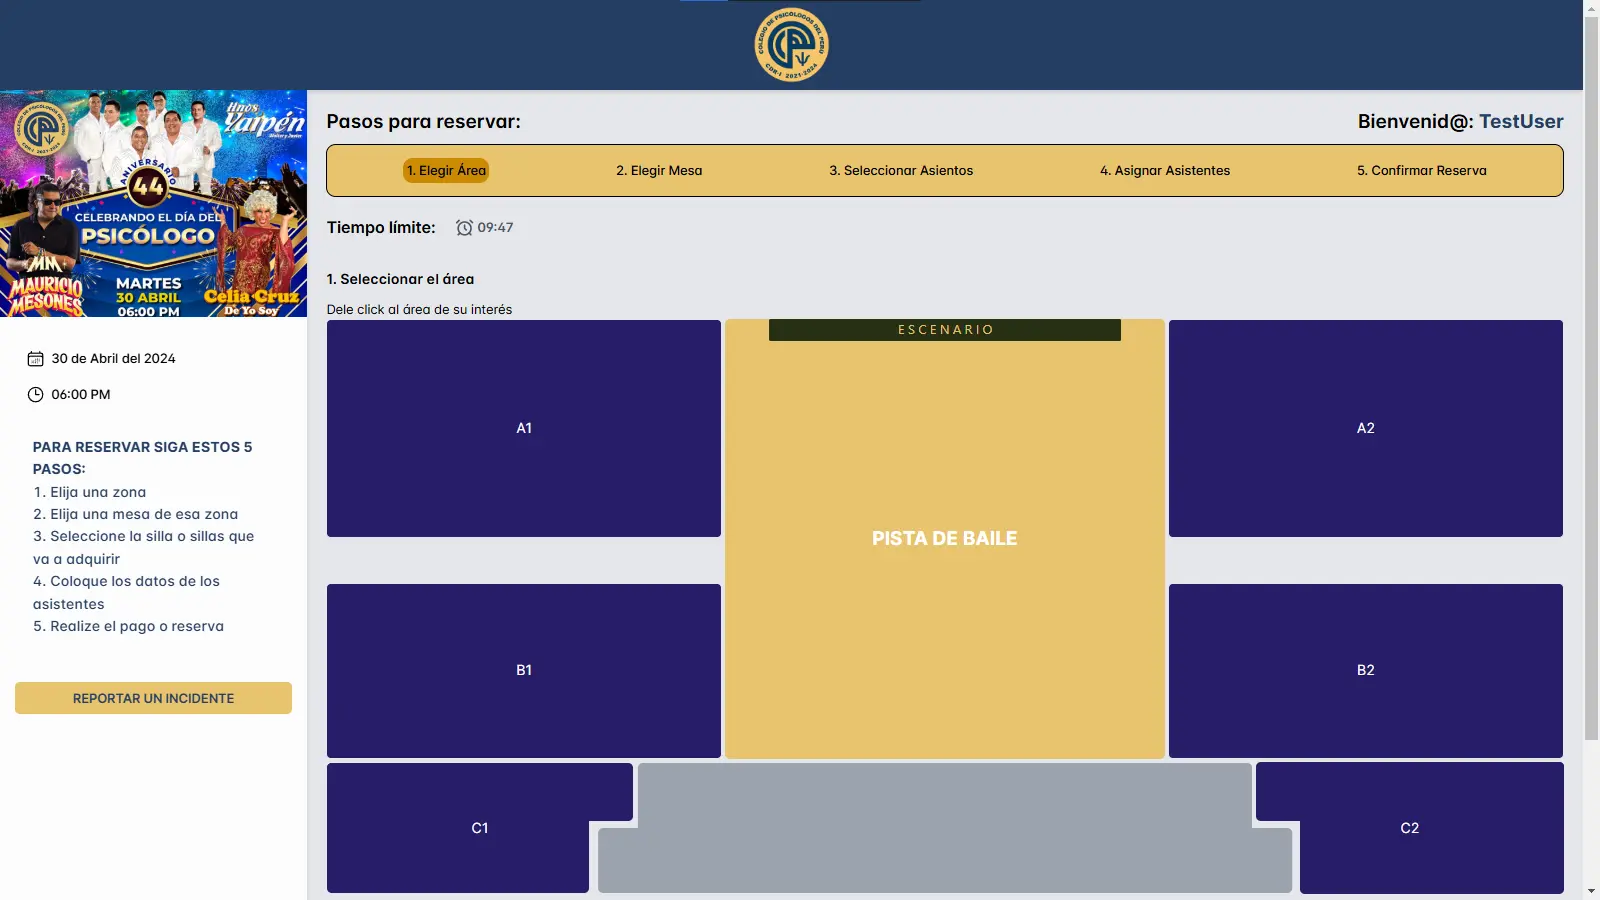 COLEGIO DE PSICÓLOGOS DEL PERÚ
CDR-I 2021-2024
Hnos
Yaipén
Walter y Javier
ANIVERSARIO
44
CELEBRANDO EL DÍA DEL
PSICÓLOGO
MM
MAURICIO
MESONES
MARTES
30 ABRIL
06:00 PM
Celia Cruz
De Yo Soy
30 de Abril del 2024
06:00 PM
PARA RESERVAR SIGA ESTOS 5
PASOS:
1. Elija una zona
2. Elija una mesa de esa zona
3. Seleccione la silla o sillas que
va a adquirir
4. Coloque los datos de los
asistentes
5. Realize el pago o reserva
REPORTAR UN INCIDENTE
Pasos para reservar:
Bienvenid@: TestUser
1. Elegir Área
2. Elegir Mesa
3. Seleccionar Asientos
4. Asignar Asistentes
5. Confirmar Reserva
Tiempo límite: 09:47
1. Seleccionar el área
Dele click al área de su interés
ESCENARIO
A1
A2
PISTA DE BAILE
B1
B2
C1
C2